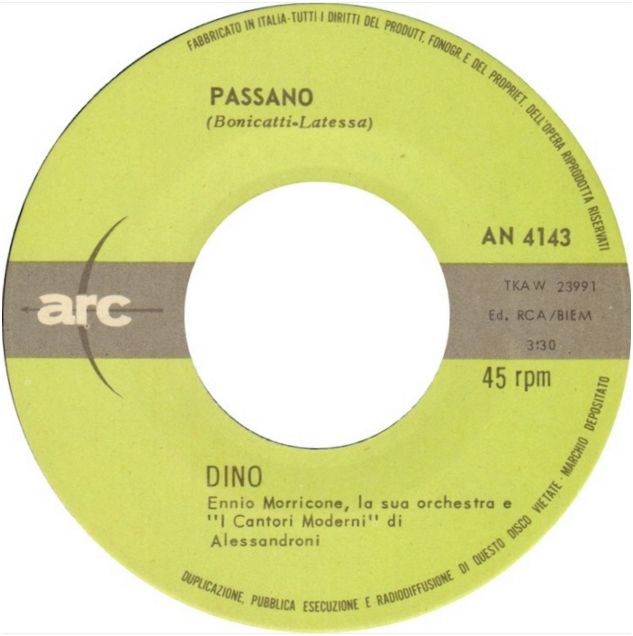 FABBRICATO IN ITALIA-TUTTI I DIRITTI DEL PRODUTT. FONOGR. E DEL PROPRIET. DELL'OPERA RIPRODOTTA RISERVATI
PASSANO
(Bonicatti-Latessa)
AN 4143
arc
TKAW 23991
Ed. RCA/BIEM
3:30
45 rpm
DINO
Ennio Morricone, la sua orchestra e
"I Cantori Moderni" di
Alessandroni
DUPLICAZIONE, PUBBLICA ESECUZIONE E RADIODIFFUSIONE DI QUESTO DISCO VIETATE - MARCHIO DEPOSITATO